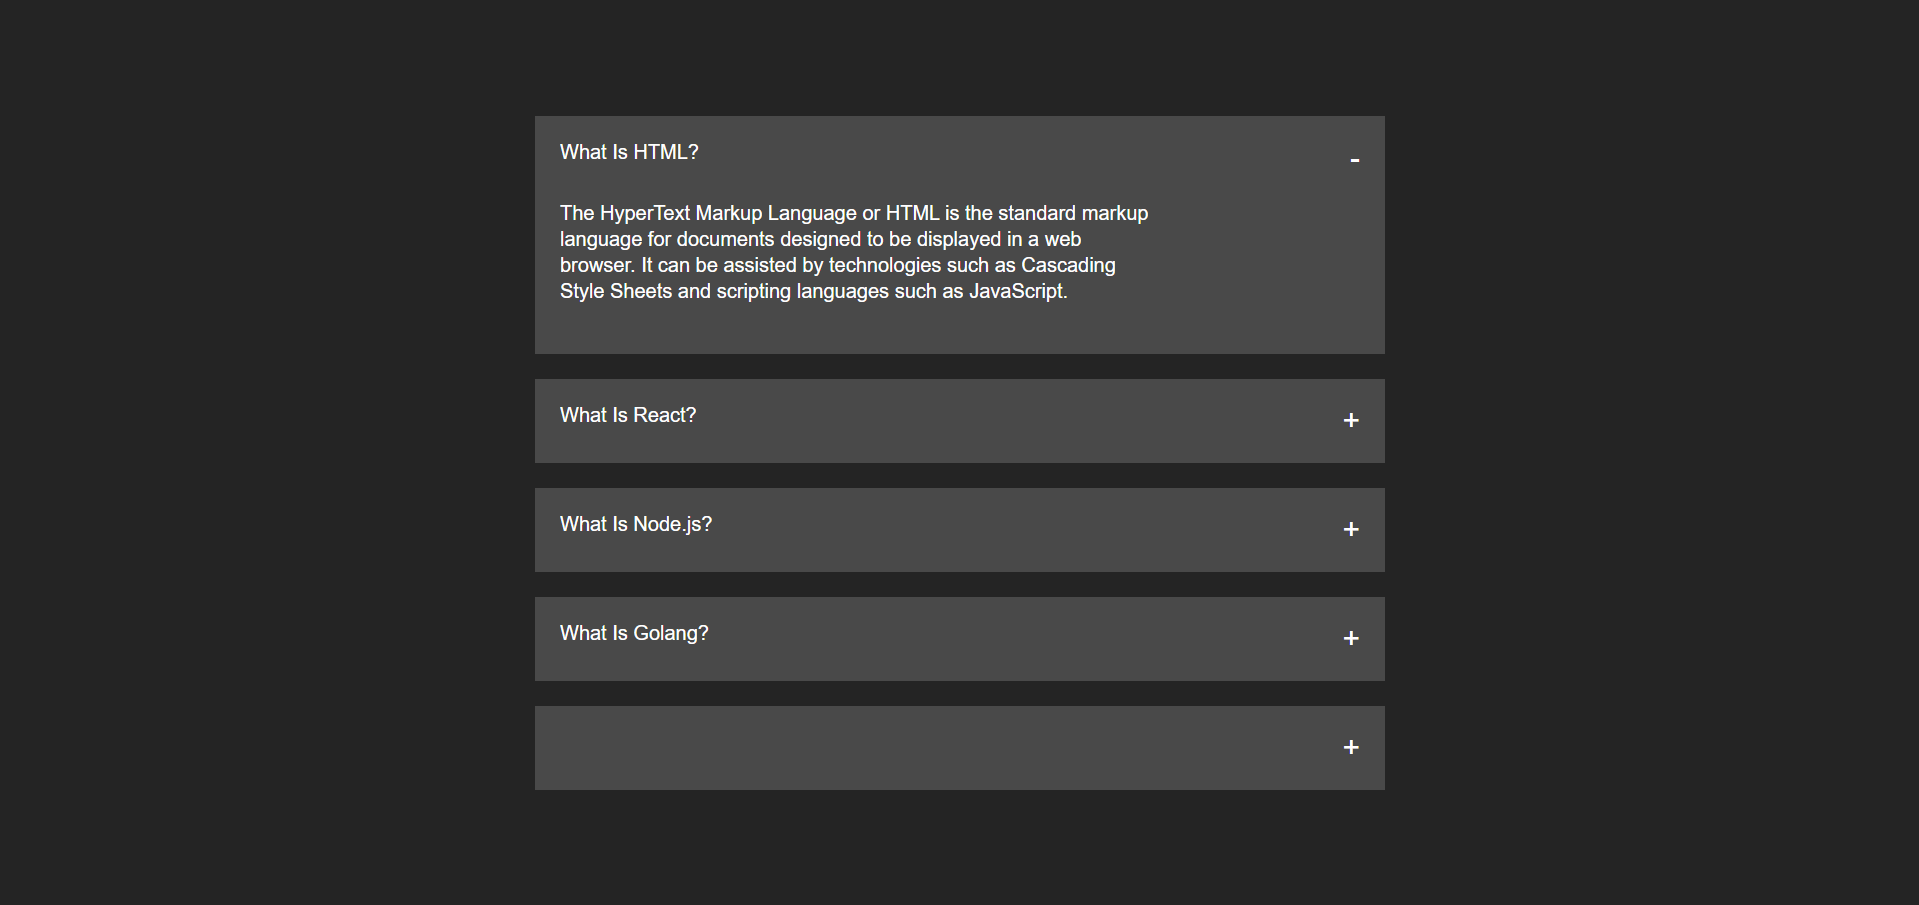 What Is HTML?
-
The HyperText Markup Language or HTML is the standard markup
language for documents designed to be displayed in a web
browser. It can be assisted by technologies such as Cascading
Style Sheets and scripting languages such as JavaScript.
What Is React?
+
What Is Node.js?
+
What Is Golang?
+
+